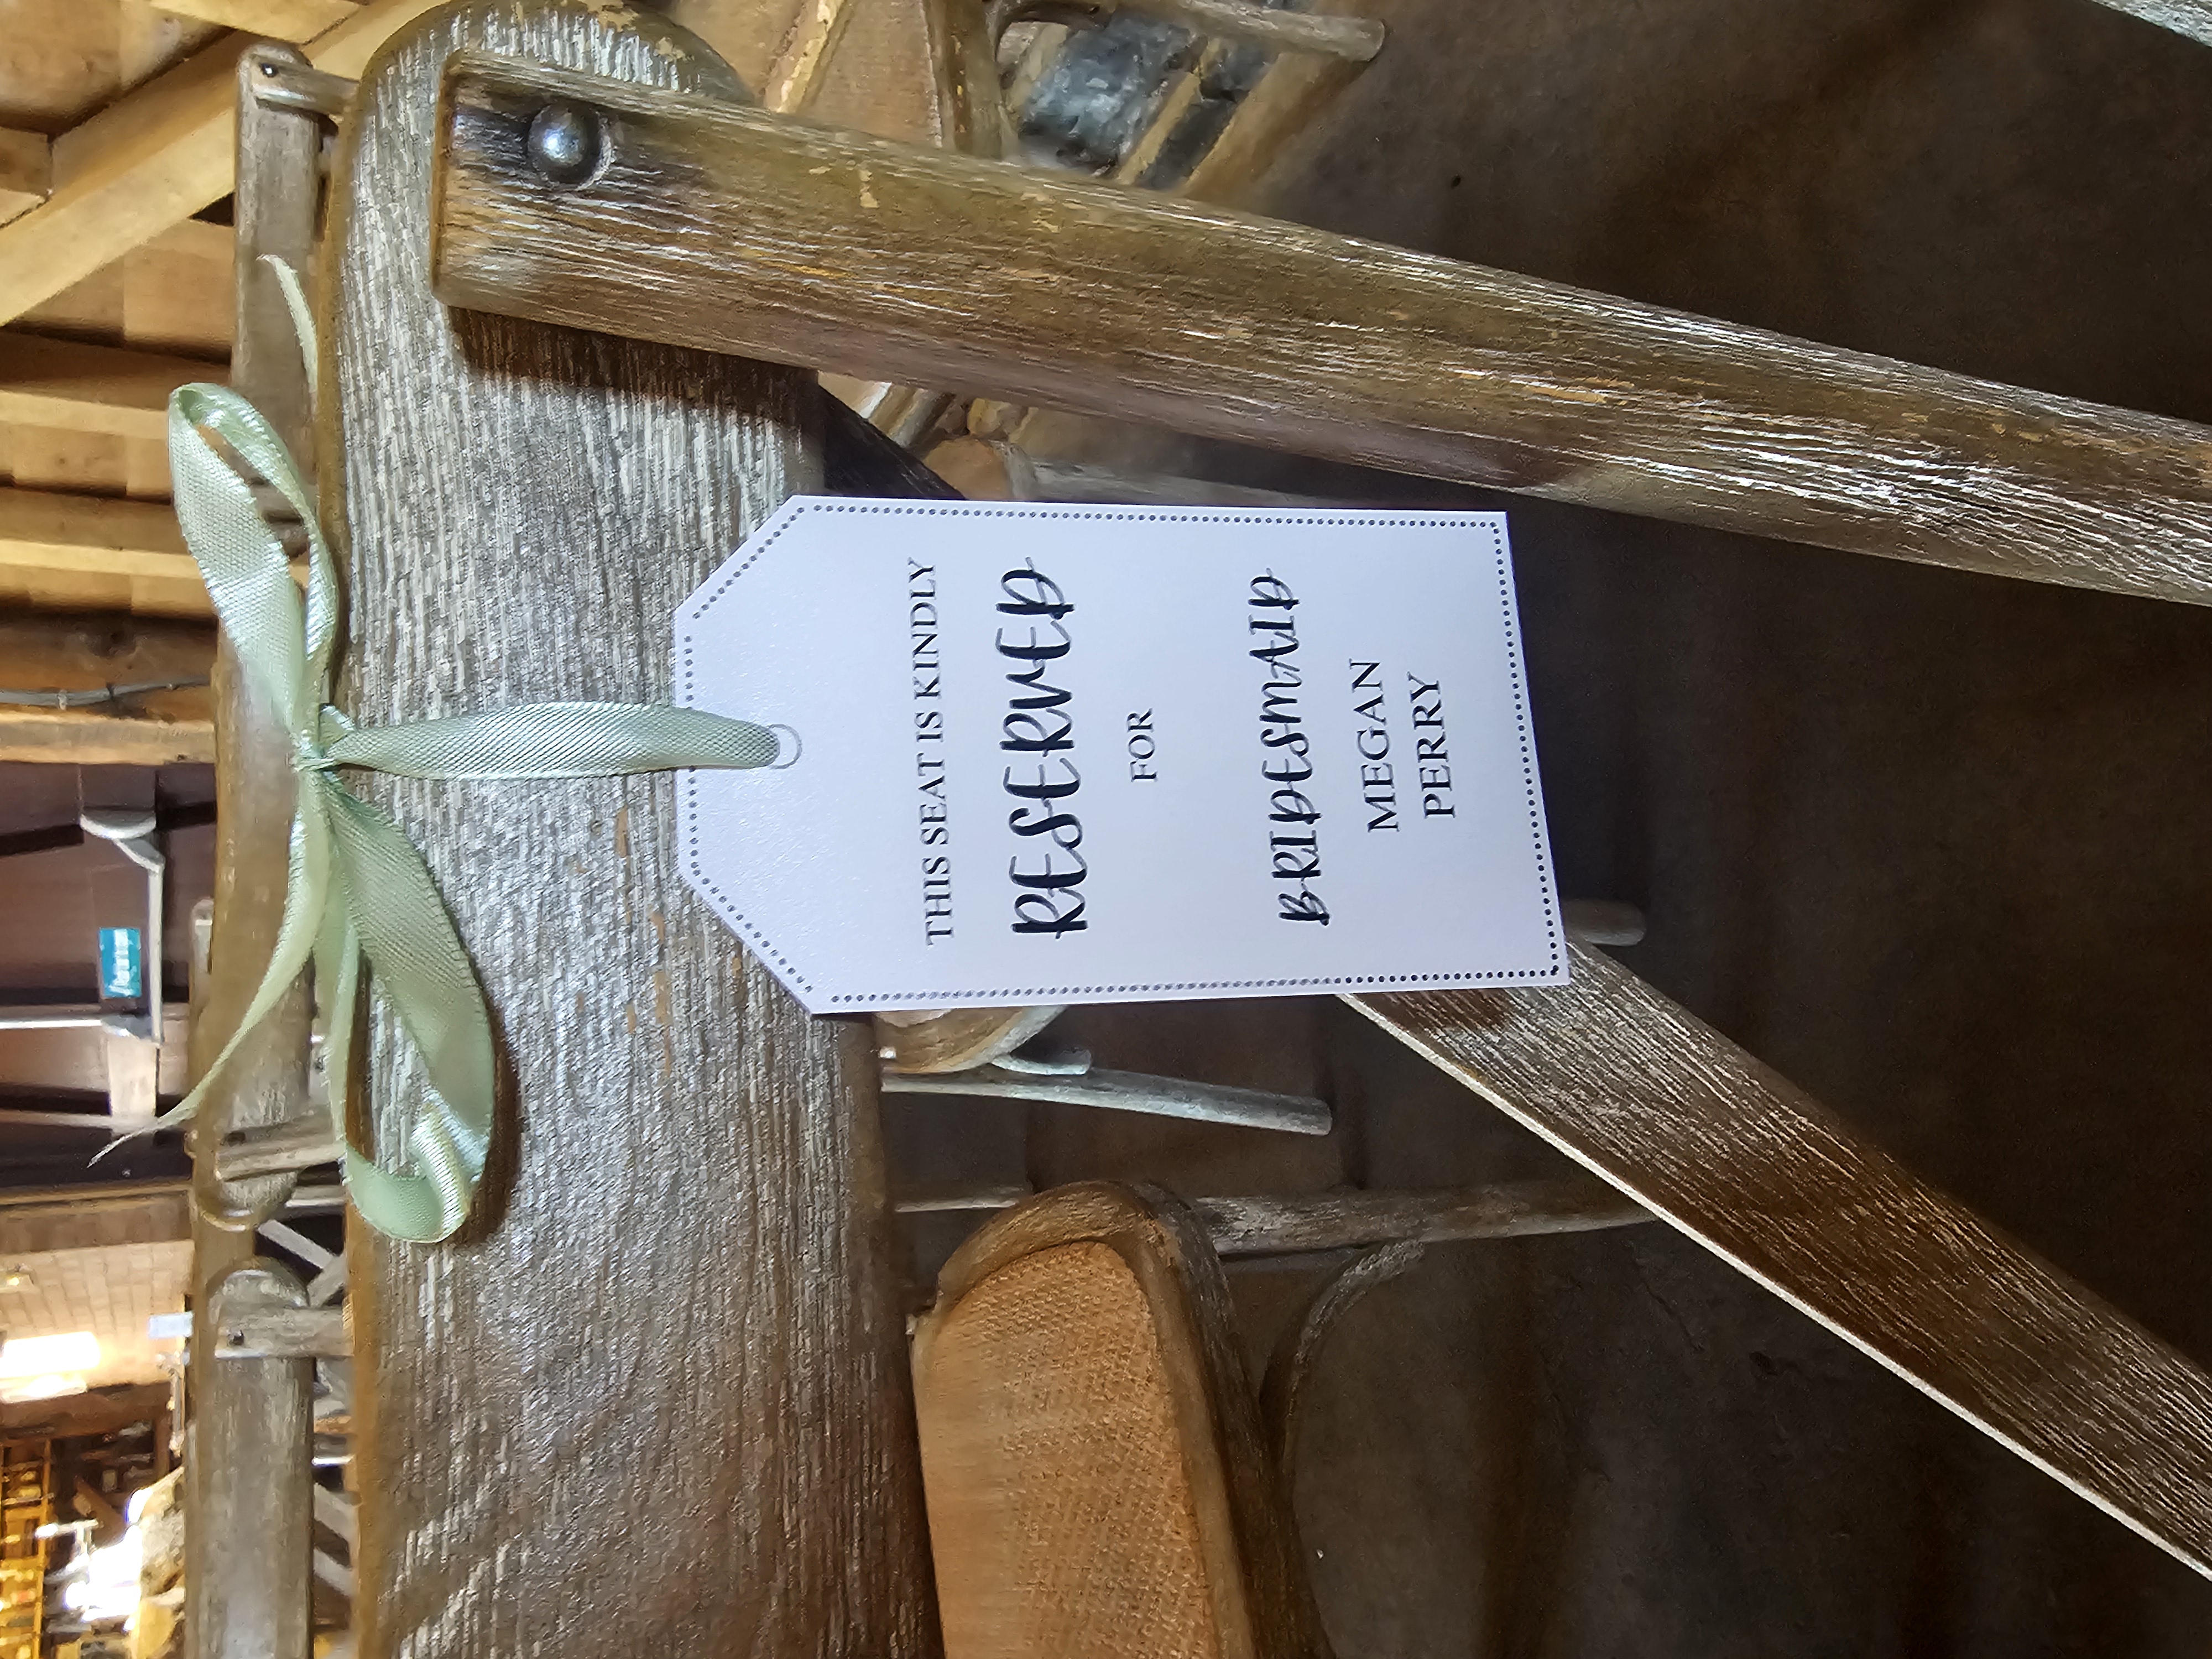 THIS SEAT IS KINDLY
RESERVED
FOR
BRIDESMAID
MEGAN
PERRY